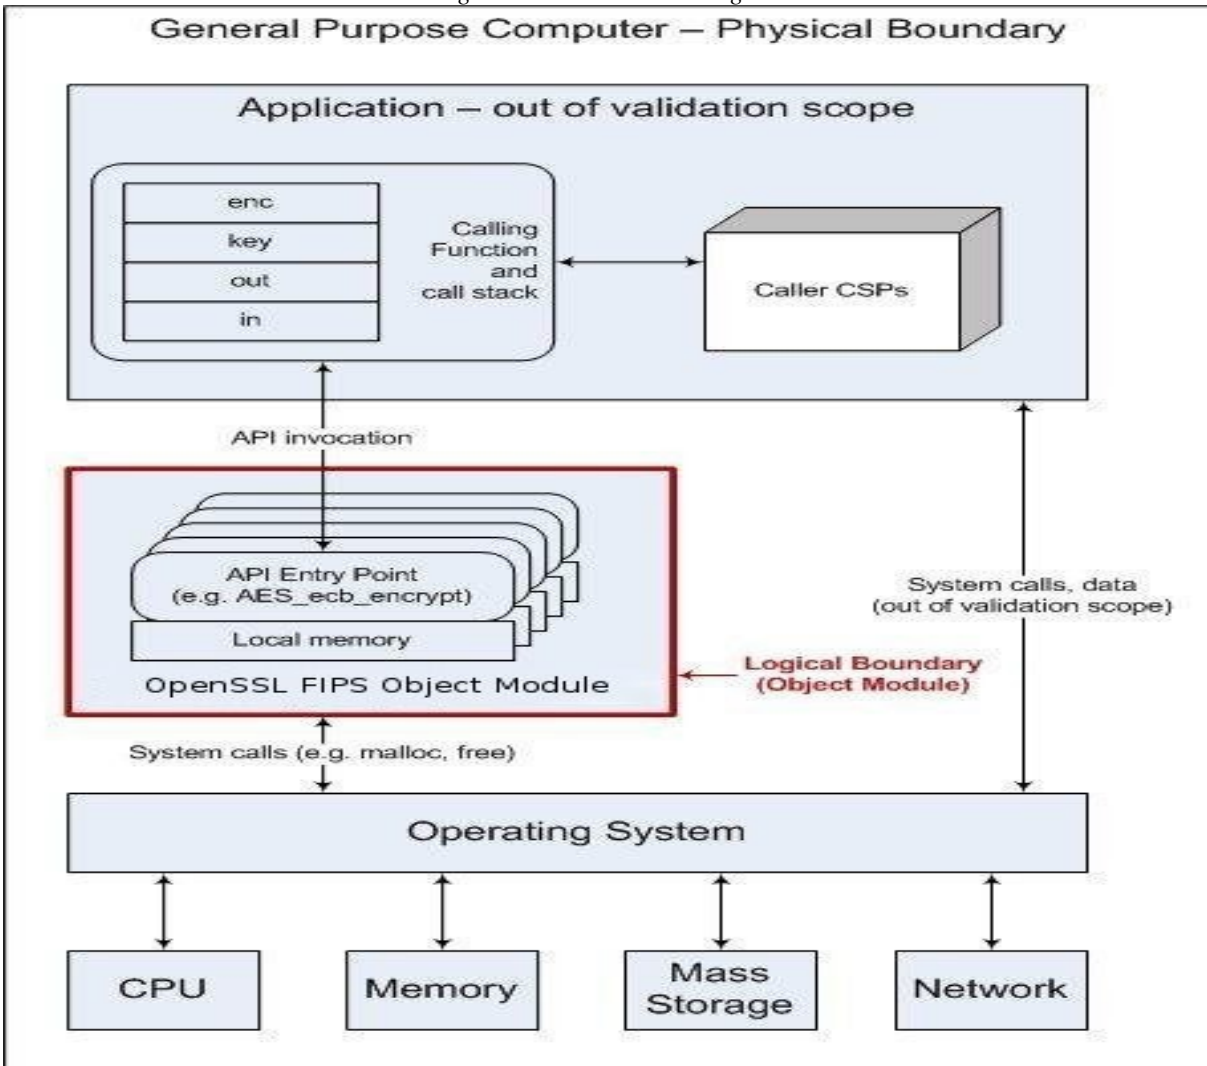 General Purpose Computer – Physical Boundary
Application – out of validation scope
enc
key
out
in
Calling
Function
and
call stack
Caller CSPs
API invocation
API Entry Point
(e.g. AES_ecb_encrypt)
Local memory
OpenSSL FIPS Object Module
System calls, data
(out of validation scope)
Logical Boundary
(Object Module)
System calls (e.g. malloc, free)
Operating System
CPU
Memory
Mass
Storage
Network